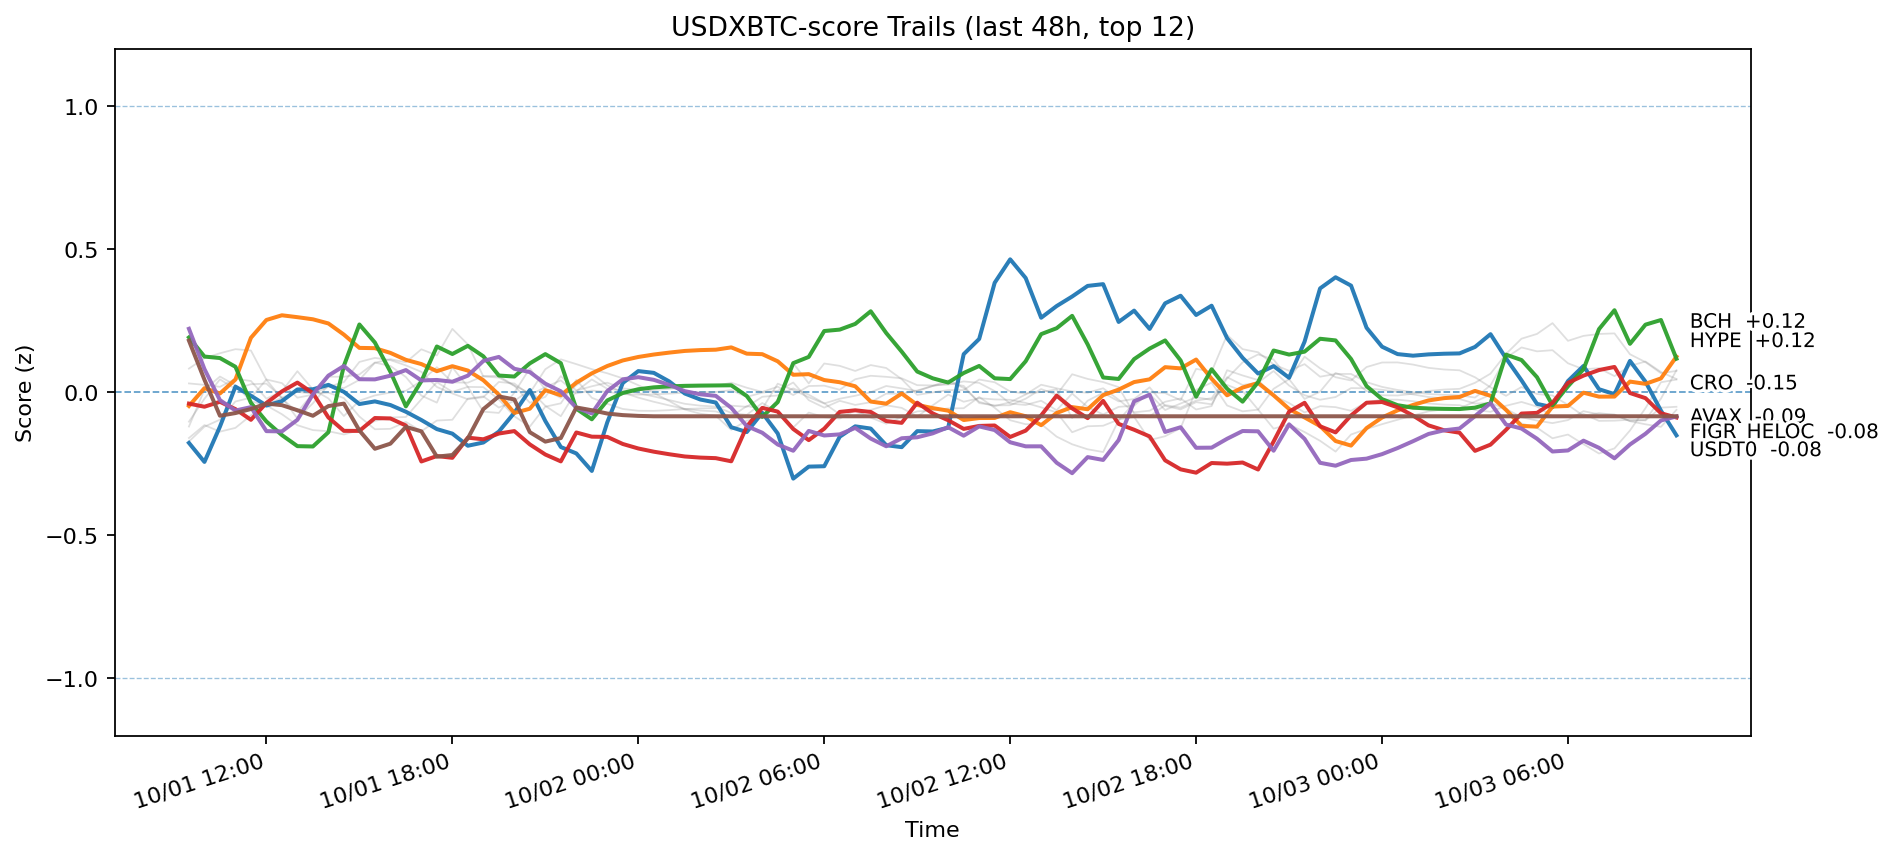 USDXBTC-score Trails (last 48h, top 12)
Score (z)
1.0
0.5
0.0
−0.5
−1.0
BCH +0.12
HYPE +0.12
CRO -0.15
AVAX -0.09
FIGR_HELOC -0.08
USDT0 -0.08
10/01 12:00
10/01 18:00
10/02 00:00
10/02 06:00
10/02 12:00
10/02 18:00
10/03 00:00
10/03 06:00
Time